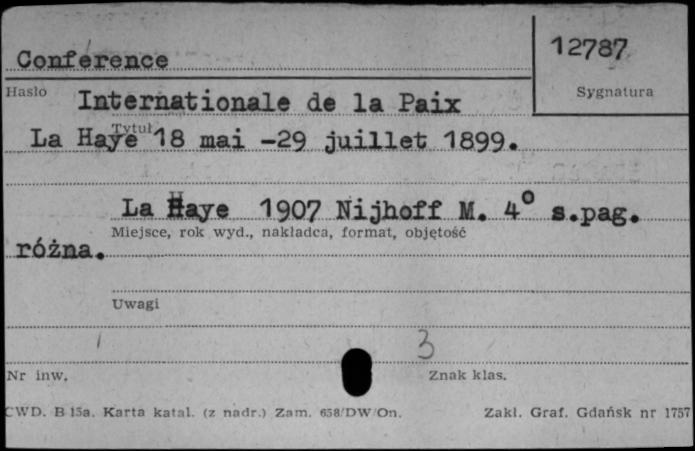 12787
Conference
Hasło
Sygnatura
Internationale de la Paix
Tytuł
La Haye 18 mai -29 juillet 1899.
La Haye 1907 Nijhoff M. 4° s.pag.
Miejsce, rok wyd., nakładca, format, objętość
różna.
Uwagi
3
Nr inw.
Znak klas.
CWD. B 15a. Karta katal. (z nadr.) Zam. 658/DW/On.
Zakł. Graf. Gdańsk nr 1757